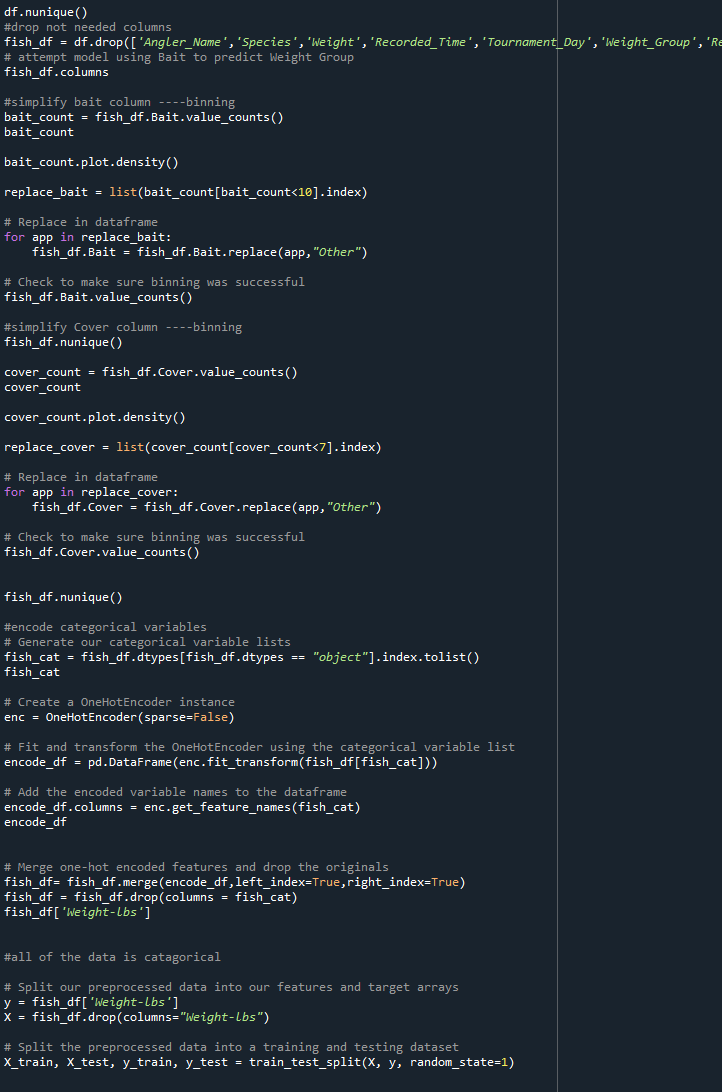 df.nunique()
#drop not needed columns
fish_df = df.drop(['Angler_Name','Species','Weight','Recorded_Time','Tournament_Day','Weight_Group','Re
# attempt model using Bait to predict Weight Group
fish_df.columns
#simplify bait column ----binning
bait_count = fish_df.Bait.value_counts()
bait_count
bait_count.plot.density()
replace_bait = list(bait_count[bait_count<10].index)
# Replace in dataframe
for app in replace_bait:
    fish_df.Bait = fish_df.Bait.replace(app,"Other")
# Check to make sure binning was successful
fish_df.Bait.value_counts()
#simplify Cover column ----binning
fish_df.nunique()
cover_count = fish_df.Cover.value_counts()
cover_count
cover_count.plot.density()
replace_cover = list(cover_count[cover_count<7].index)
# Replace in dataframe
for app in replace_cover:
    fish_df.Cover = fish_df.Cover.replace(app,"Other")
# Check to make sure binning was successful
fish_df.Cover.value_counts()
fish_df.nunique()
#encode categorical variables
# Generate our categorical variable lists
fish_cat = fish_df.dtypes[fish_df.dtypes == "object"].index.tolist()
fish_cat
# Create a OneHotEncoder instance
enc = OneHotEncoder(sparse=False)
# Fit and transform the OneHotEncoder using the categorical variable list
encode_df = pd.DataFrame(enc.fit_transform(fish_df[fish_cat]))
# Add the encoded variable names to the dataframe
encode_df.columns = enc.get_feature_names(fish_cat)
encode_df
# Merge one-hot encoded features and drop the originals
fish_df= fish_df.merge(encode_df,left_index=True,right_index=True)
fish_df = fish_df.drop(columns = fish_cat)
fish_df['Weight-lbs']
#all of the data is catagorical
# Split our preprocessed data into our features and target arrays
y = fish_df['Weight-lbs']
X = fish_df.drop(columns="Weight-lbs")
# Split the preprocessed data into a training and testing dataset
X_train, X_test, y_train, y_test = train_test_split(X, y, random_state=1)